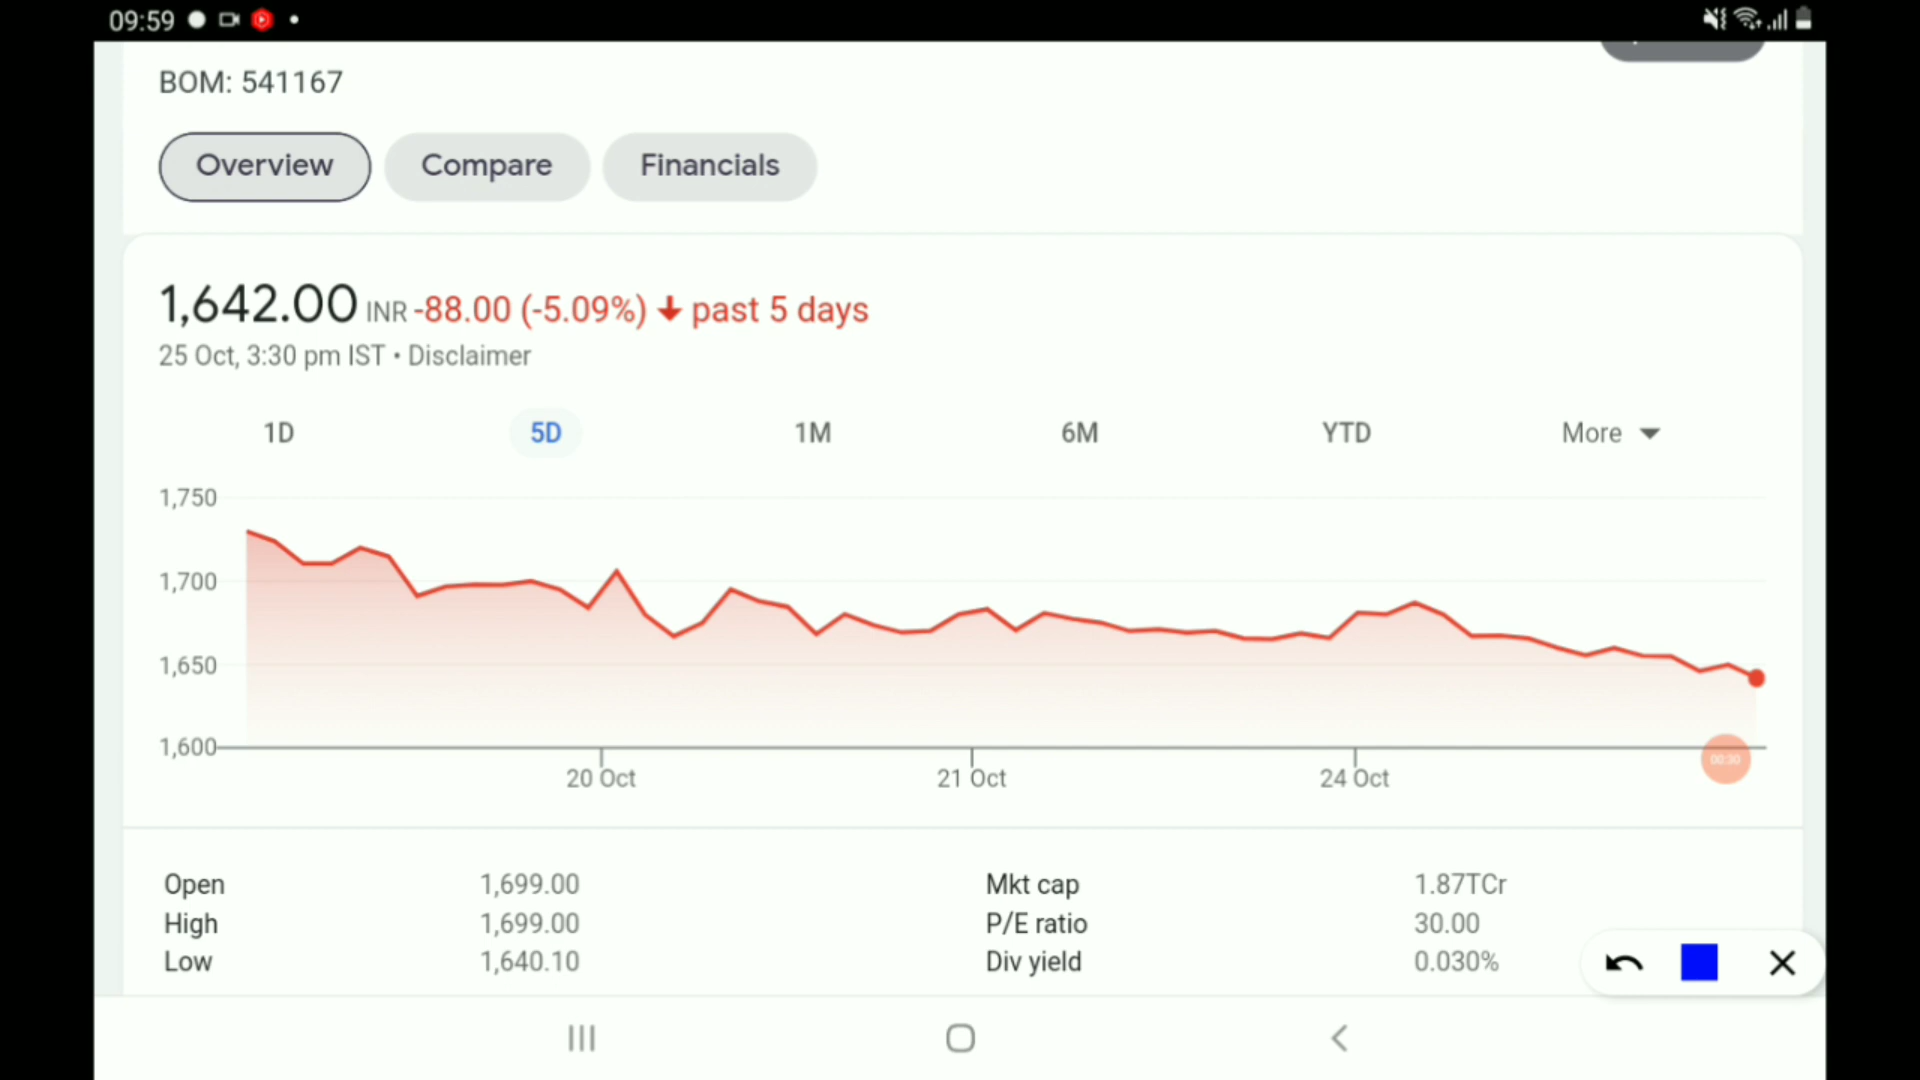 09:59
BOM: 541167
Overview Compare Financials
1,642.00 INR -88.00 (-5.09%) past 5 days
25 Oct, 3:30 pm IST • Disclaimer
1D 5D 1M 6M YTD More
1,750
1,700
1,650
1,600
20 Oct 21 Oct 24 Oct
00:30
Open 1,699.00 Mkt cap 1.87TCr
High 1,699.00 P/E ratio 30.00
Low 1,640.10 Div yield 0.030%